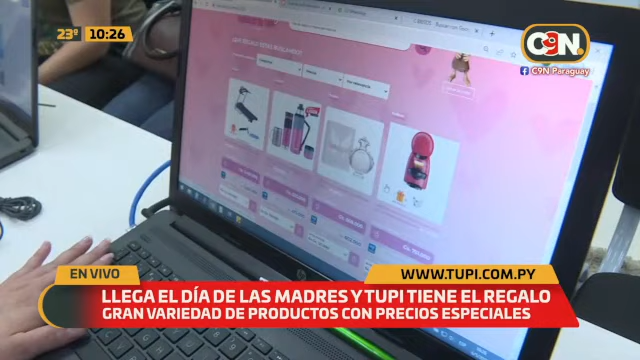 23º 10:26
C9N
C9N Paraguay
EN VIVO
WWW.TUPI.COM.PY
LLEGA EL DÍA DE LAS MADRES Y TUPI TIENE EL REGALO
GRAN VARIEDAD DE PRODUCTOS CON PRECIOS ESPECIALES